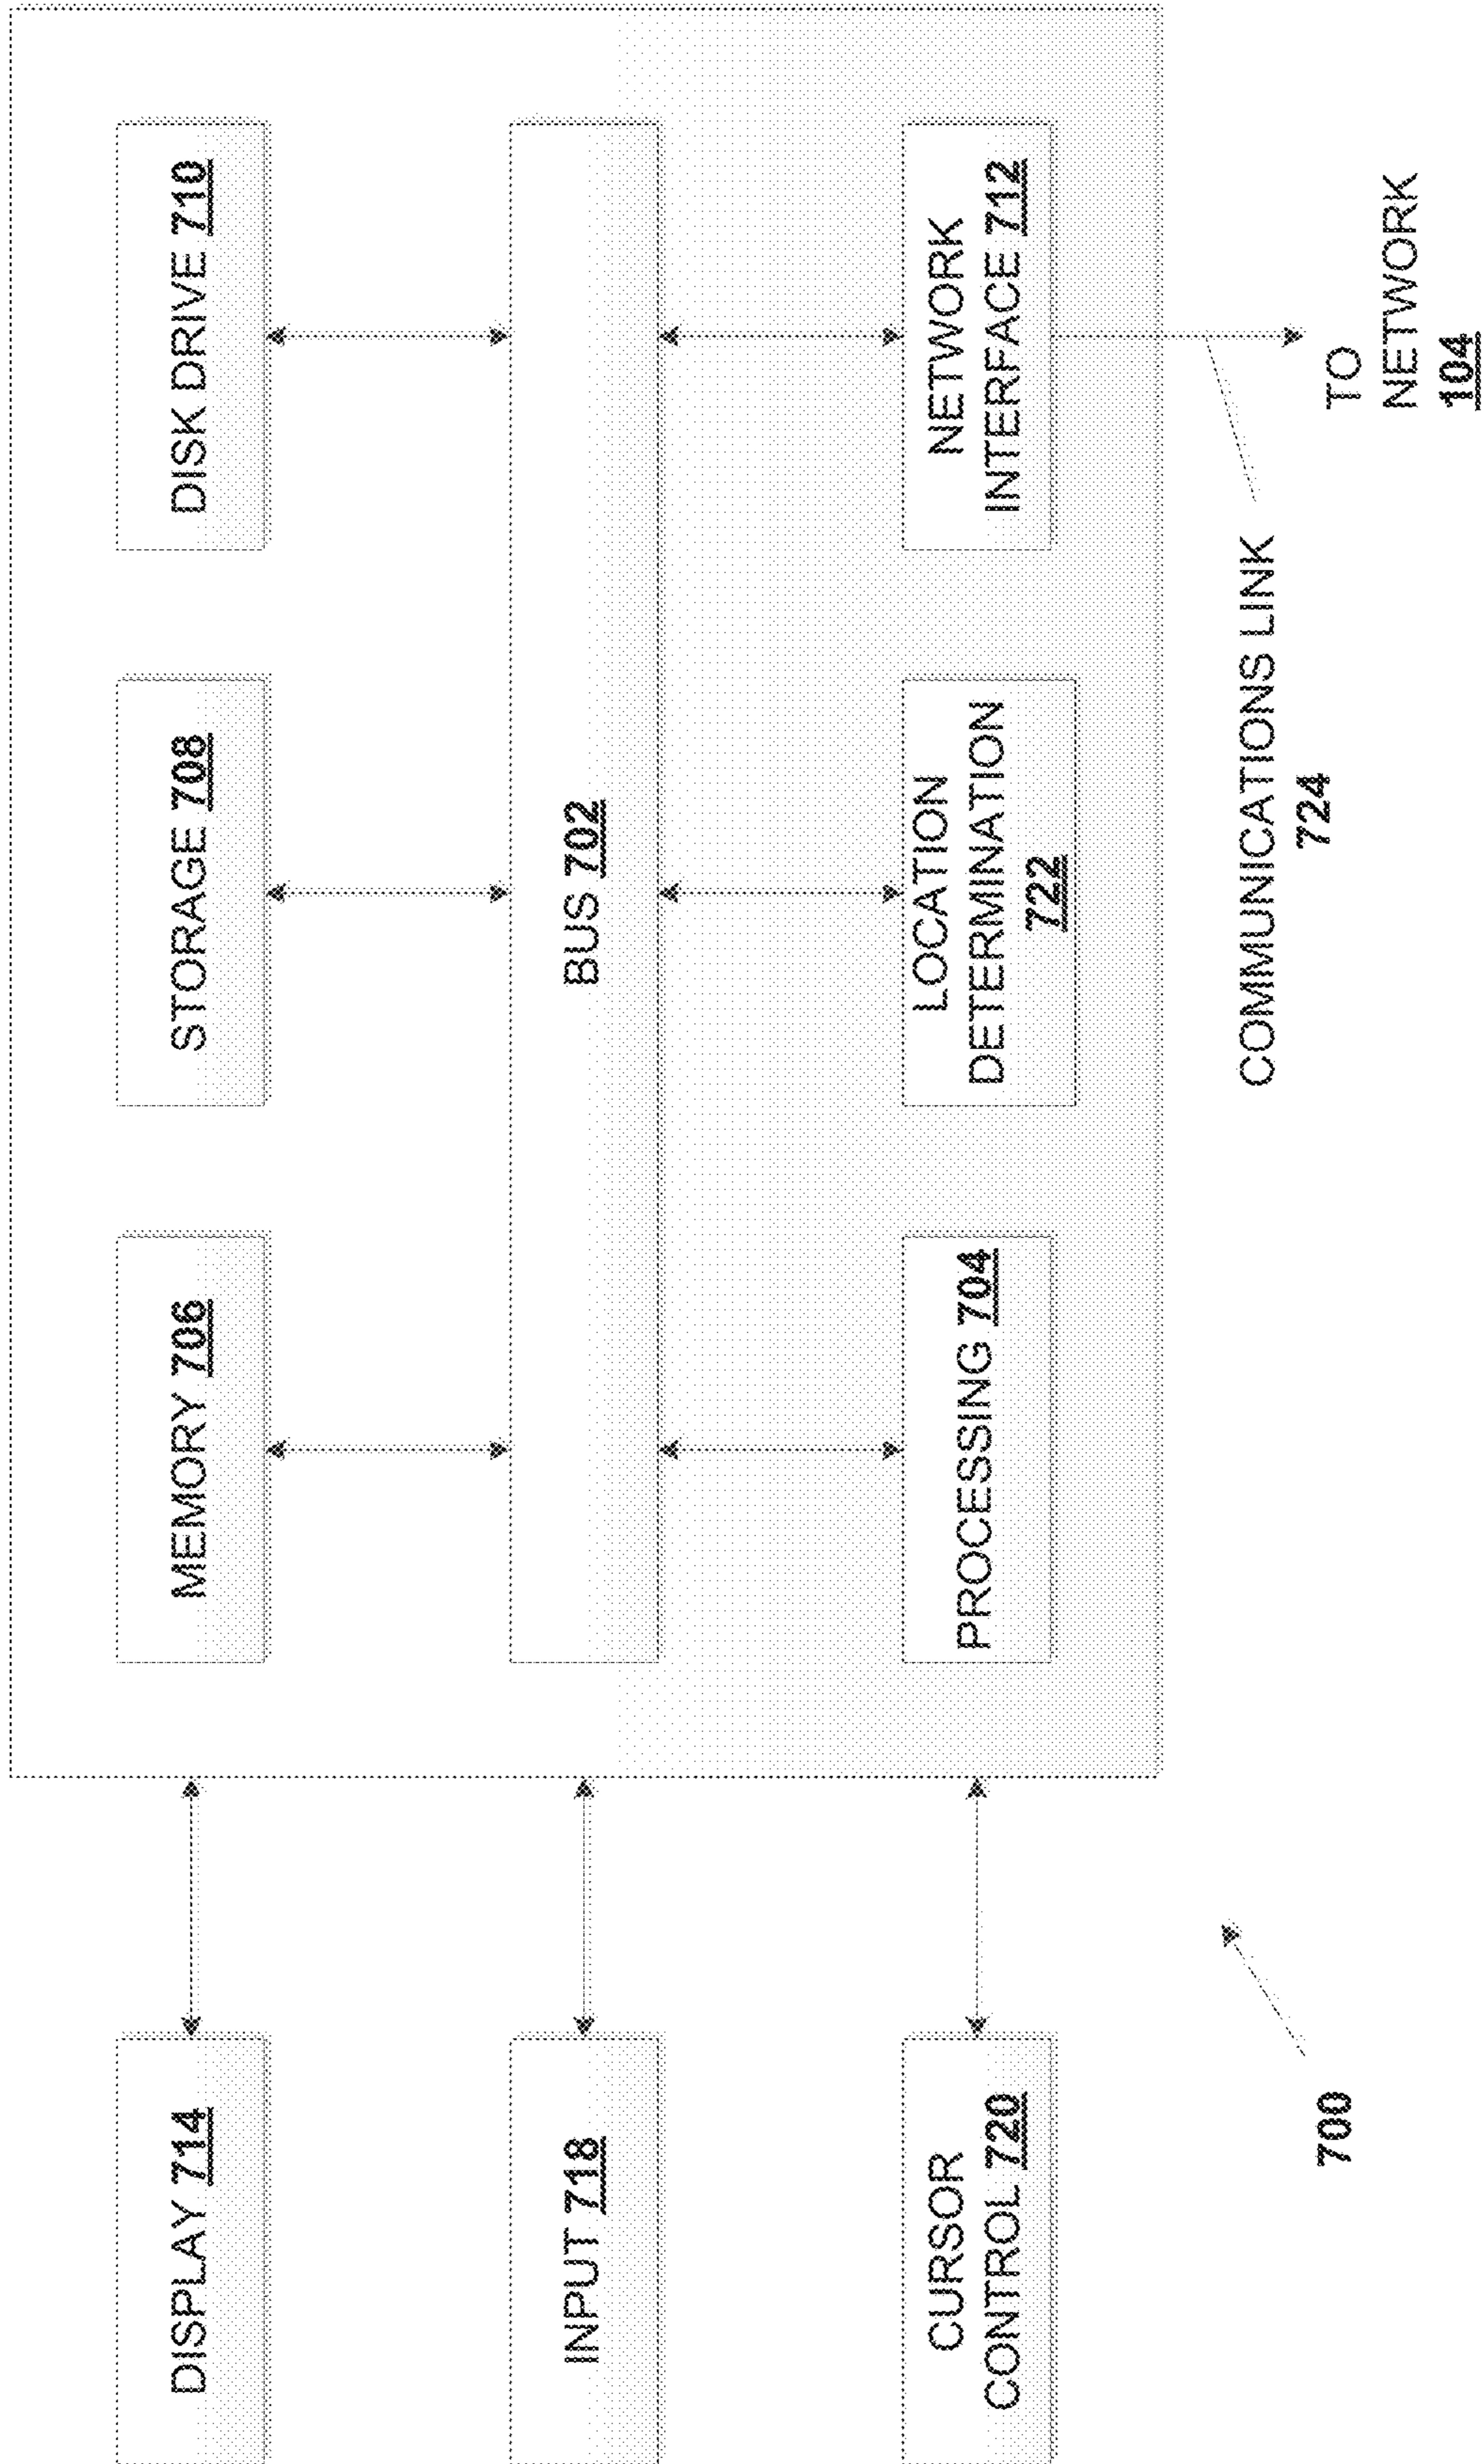 DISPLAY 714
MEMORY 706
STORAGE 708
DISK DRIVE 710
INPUT 718
BUS 702
CURSOR
CONTROL 720
PROCESSING 704
LOCATION
DETERMINATION
722
NETWORK
INTERFACE 712
COMMUNICATIONS LINK
724
TO
NETWORK
104
700